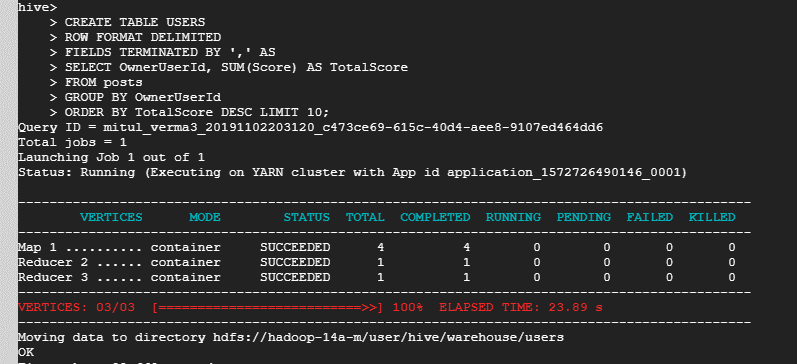 hive>
    > CREATE TABLE USERS
    > ROW FORMAT DELIMITED
    > FIELDS TERMINATED BY ',' AS
    > SELECT OwnerUserId, SUM(Score) AS TotalScore
    > FROM posts
    > GROUP BY OwnerUserId
    > ORDER BY TotalScore DESC LIMIT 10;
Query ID = mitul_verma3_20191102203120_c473ce69-615c-40d4-aee8-9107ed464dd6
Total jobs = 1
Launching Job 1 out of 1
Status: Running (Executing on YARN cluster with App id application_1572726490146_0001)
----------------------------------------------------------------------------------------------
        VERTICES      MODE        STATUS  TOTAL  COMPLETED  RUNNING  PENDING  FAILED  KILLED
----------------------------------------------------------------------------------------------
Map 1 .......... container     SUCCEEDED      4          4        0        0       0       0
Reducer 2 ...... container     SUCCEEDED      1          1        0        0       0       0
Reducer 3 ...... container     SUCCEEDED      1          1        0        0       0       0
----------------------------------------------------------------------------------------------
VERTICES: 03/03  [==========================>>] 100%  ELAPSED TIME: 23.89 s
----------------------------------------------------------------------------------------------
Moving data to directory hdfs://hadoop-14a-m/user/hive/warehouse/users
OK